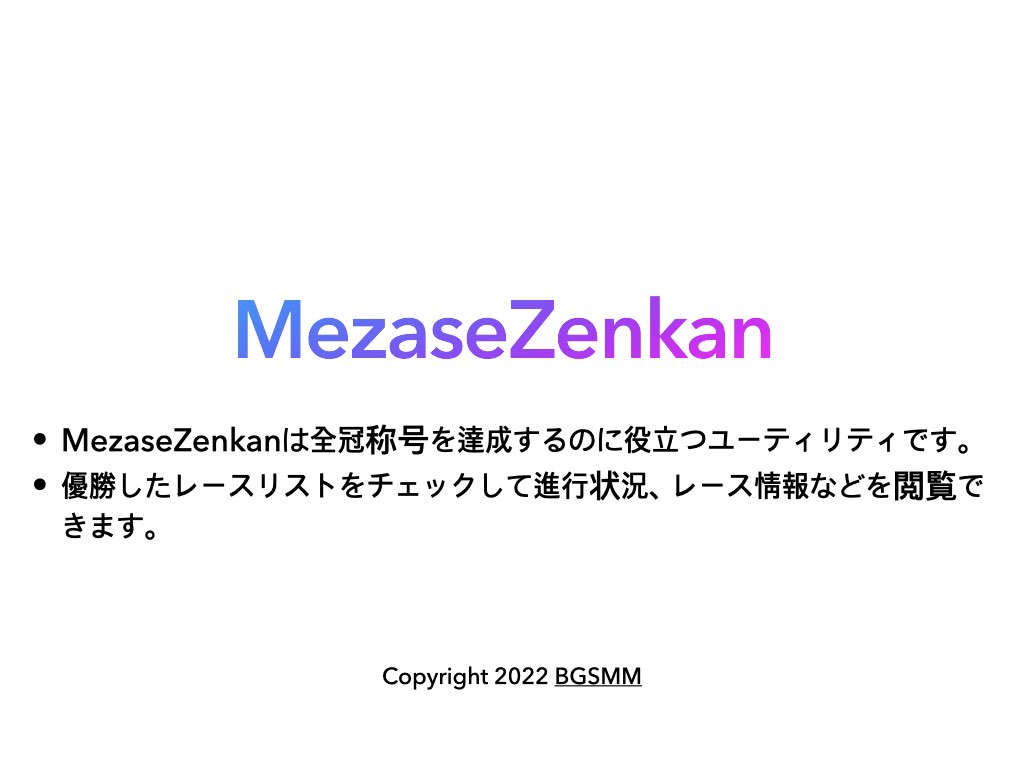 MezaseZenkan
• MezaseZenkanは全冠称号を達成するのに役立つユーティリティです。
• 優勝したレースリストをチェックして進行状況、レース情報などを閲覧で
きます。
Copyright 2022 BGSMM